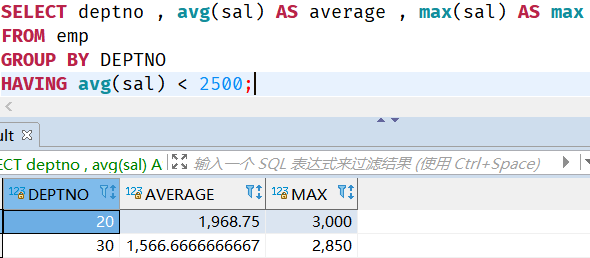 SELECT deptno , avg(sal) AS average , max(sal) AS max
FROM emp
GROUP BY DEPTNO
HAVING avg(sal) < 2500;
ult
ECT deptno , avg(sal) A 输入一个 SQL 表达式来过滤结果 (使用 Ctrl+Space)
DEPTNO AVERAGE MAX
20 1,968.75 3,000
30 1,566.6666666667 2,850